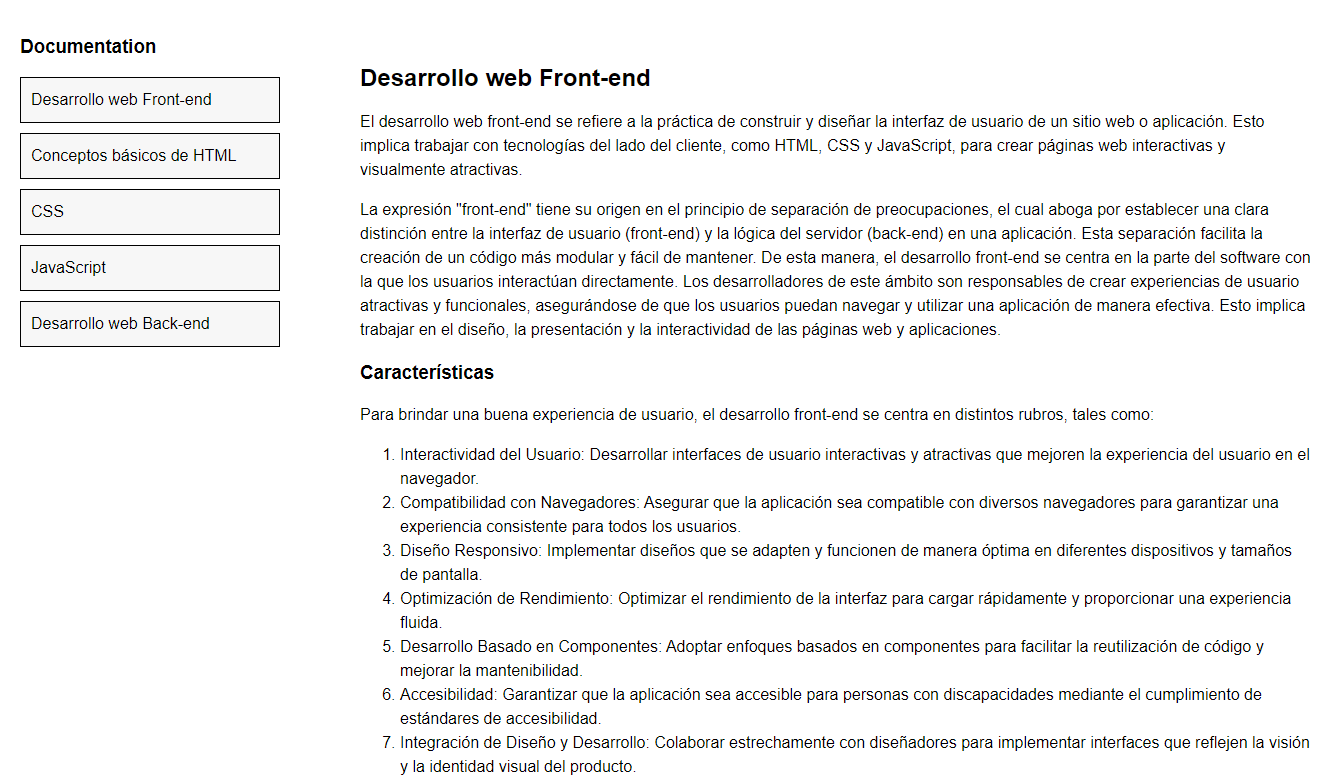 Documentation
Desarrollo web Front-end
Conceptos básicos de HTML
CSS
JavaScript
Desarrollo web Back-end
Desarrollo web Front-end
El desarrollo web front-end se refiere a la práctica de construir y diseñar la interfaz de usuario de un sitio web o aplicación. Esto
implica trabajar con tecnologías del lado del cliente, como HTML, CSS y JavaScript, para crear páginas web interactivas y
visualmente atractivas.
La expresión "front-end" tiene su origen en el principio de separación de preocupaciones, el cual aboga por establecer una clara
distinción entre la interfaz de usuario (front-end) y la lógica del servidor (back-end) en una aplicación. Esta separación facilita la
creación de un código más modular y fácil de mantener. De esta manera, el desarrollo front-end se centra en la parte del software con
la que los usuarios interactúan directamente. Los desarrolladores de este ámbito son responsables de crear experiencias de usuario
atractivas y funcionales, asegurándose de que los usuarios puedan navegar y utilizar una aplicación de manera efectiva. Esto implica
trabajar en el diseño, la presentación y la interactividad de las páginas web y aplicaciones.
Características
Para brindar una buena experiencia de usuario, el desarrollo front-end se centra en distintos rubros, tales como:
1. Interactividad del Usuario: Desarrollar interfaces de usuario interactivas y atractivas que mejoren la experiencia del usuario en el
navegador.
2. Compatibilidad con Navegadores: Asegurar que la aplicación sea compatible con diversos navegadores para garantizar una
experiencia consistente para todos los usuarios.
3. Diseño Responsivo: Implementar diseños que se adapten y funcionen de manera óptima en diferentes dispositivos y tamaños
de pantalla.
4. Optimización de Rendimiento: Optimizar el rendimiento de la interfaz para cargar rápidamente y proporcionar una experiencia
fluida.
5. Desarrollo Basado en Componentes: Adoptar enfoques basados en componentes para facilitar la reutilización de código y
mejorar la mantenibilidad.
6. Accesibilidad: Garantizar que la aplicación sea accesible para personas con discapacidades mediante el cumplimiento de
estándares de accesibilidad.
7. Integración de Diseño y Desarrollo: Colaborar estrechamente con diseñadores para implementar interfaces que reflejen la visión
y la identidad visual del producto.